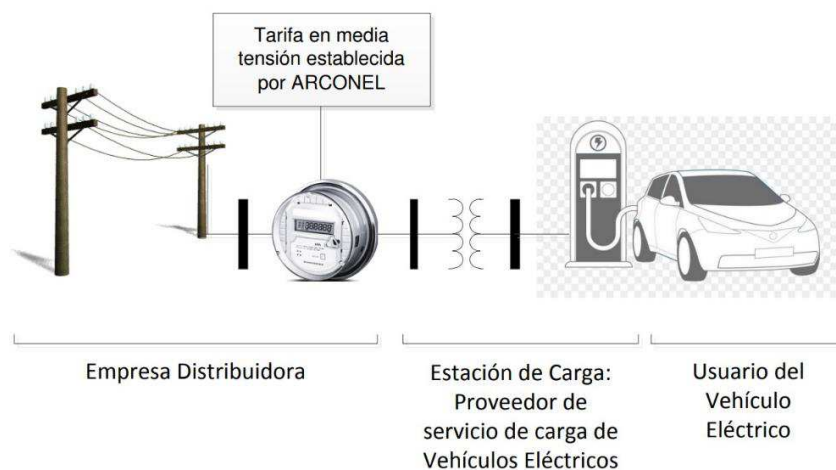 Tarifa en media
tensión establecida
por ARCONEL
Empresa Distribuidora
Estación de Carga:
Proveedor de
servicio de carga de
Vehículos Eléctricos
Usuario del
Vehículo
Eléctrico